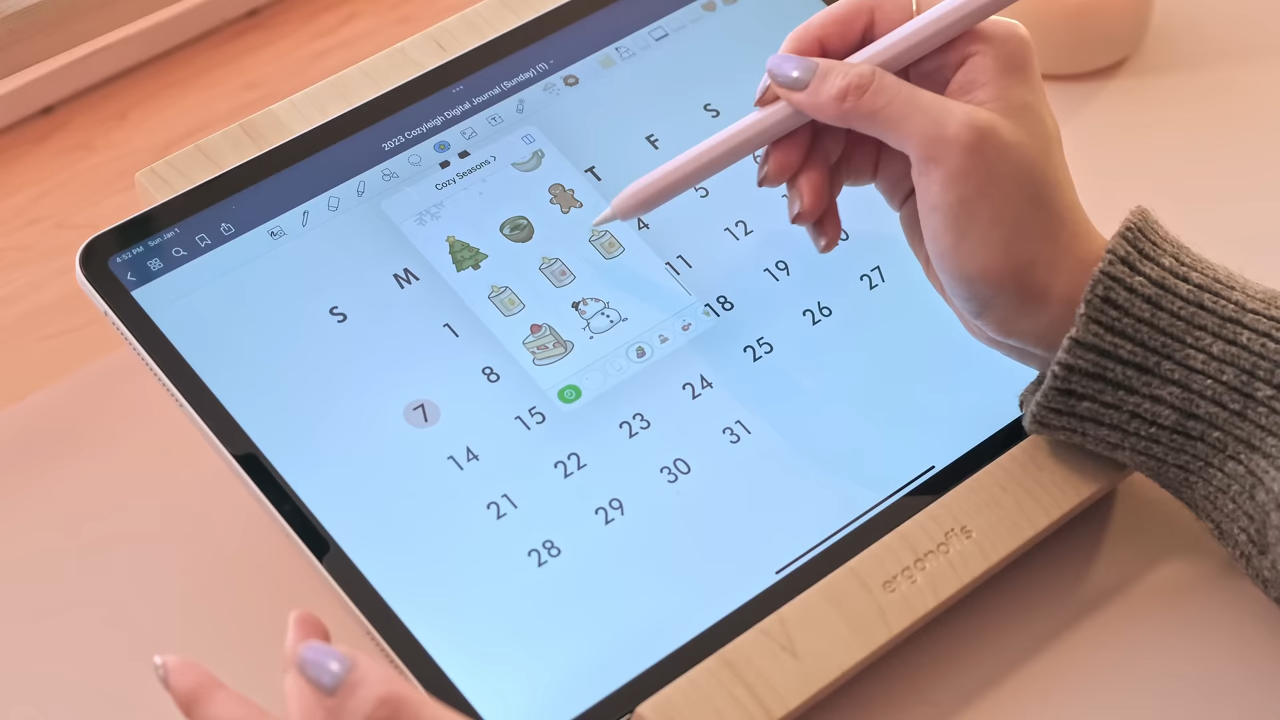 4:52 PM Sun Jan 1
2023 Cozyleigh Digital Journal (Sunday) (1)
Cozy Seasons
S M T F S
1 4 5
7 8 11 12
14 15 18 19
21 22 23 24 25 26 27
28 29 30 31
ergonofis